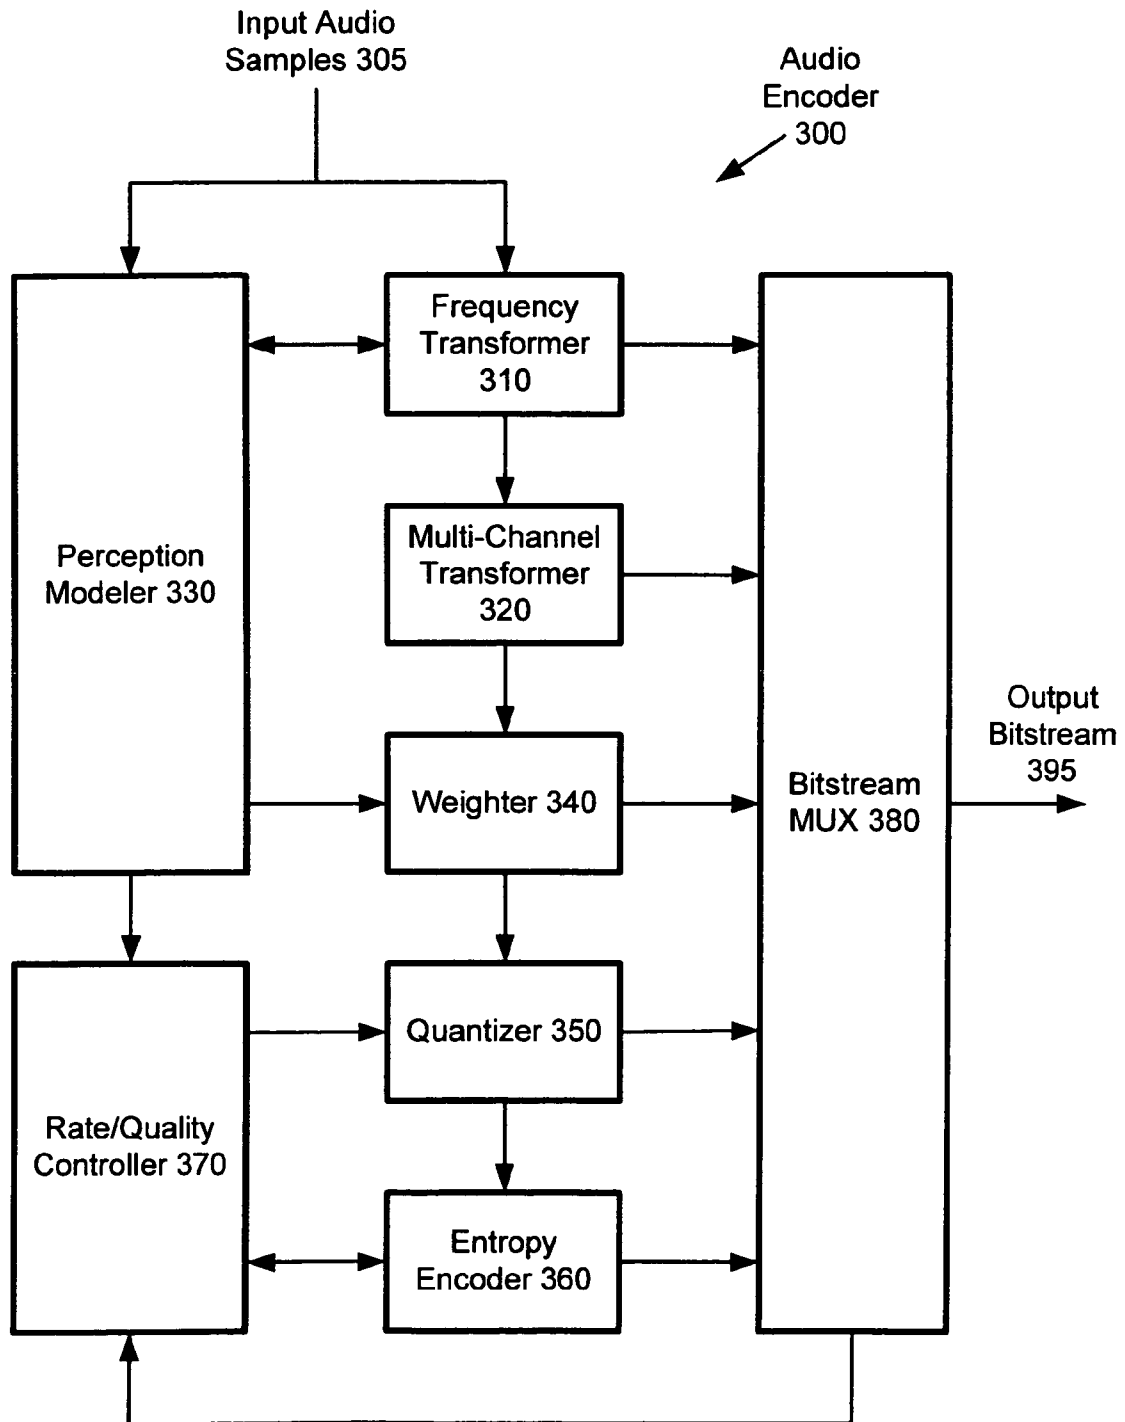 Input Audio
Samples 305
Audio
Encoder
300
Frequency
Transformer
310
Multi-Channel
Transformer
320
Perception
Modeler 330
Weighter 340
Output
Bitstream
395
Bitstream
MUX 380
Quantizer 350
Rate/Quality
Controller 370
Entropy
Encoder 360